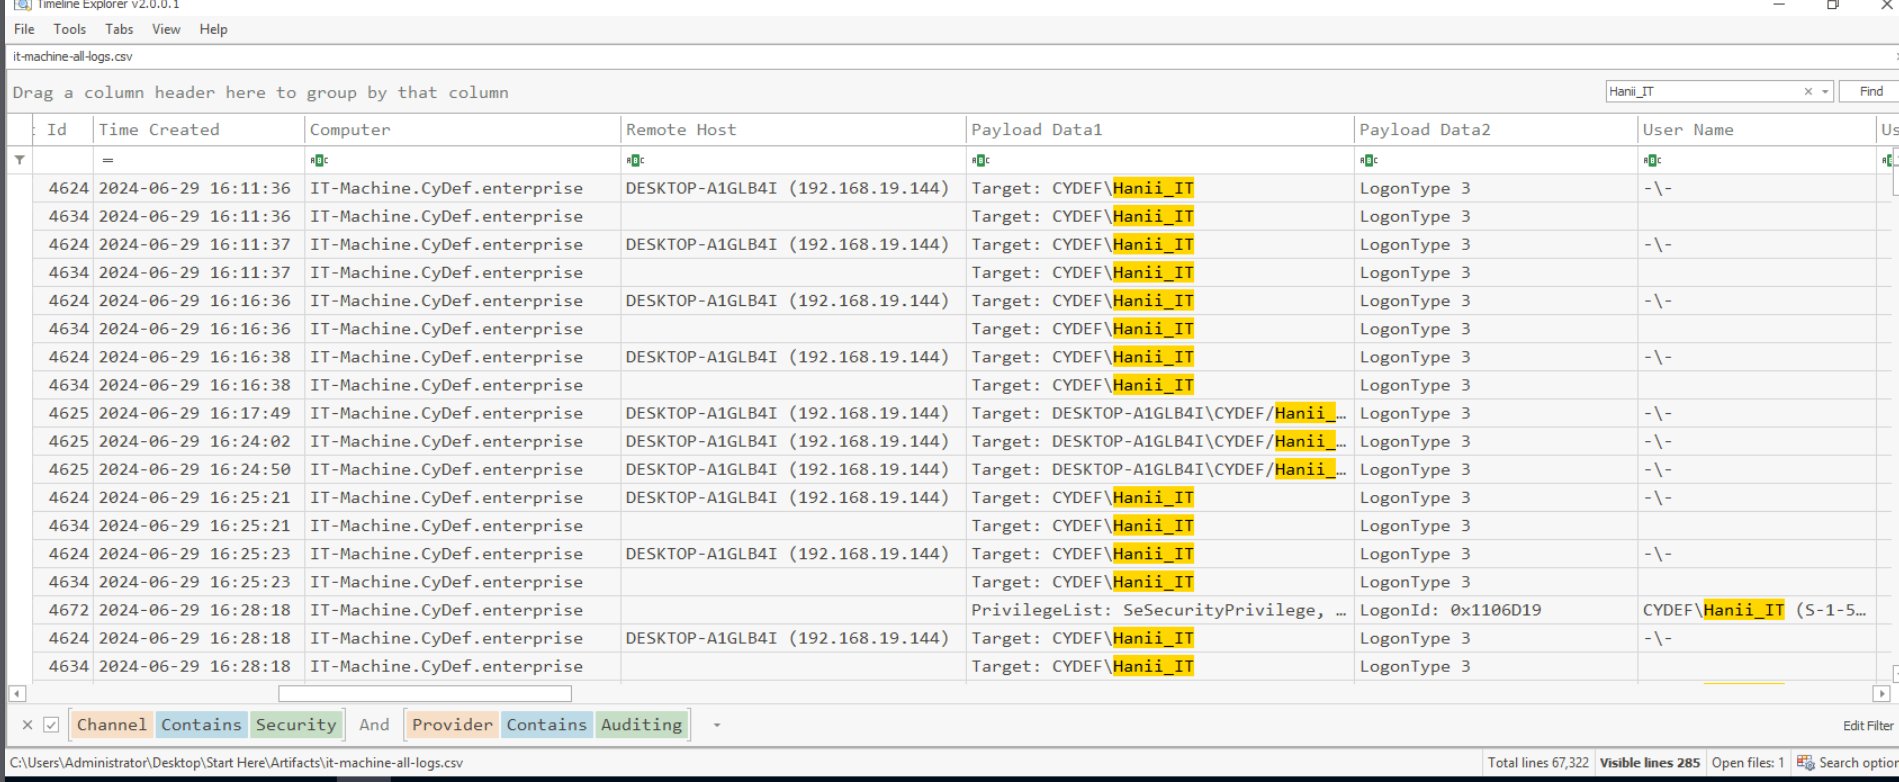 Timeline Explorer v2.0.0.1
File Tools Tabs View Help
it-machine-all-logs.csv
Drag a column header here to group by that column
Hanii_IT Find
: Id Time Created Computer Remote Host Payload Data1 Payload Data2 User Name Us
=
4624 2024-06-29 16:11:36 IT-Machine.CyDef.enterprise DESKTOP-A1GLB4I (192.168.19.144) Target: CYDEF\Hanii_IT LogonType 3 -\-
4634 2024-06-29 16:11:36 IT-Machine.CyDef.enterprise Target: CYDEF\Hanii_IT LogonType 3
4624 2024-06-29 16:11:37 IT-Machine.CyDef.enterprise DESKTOP-A1GLB4I (192.168.19.144) Target: CYDEF\Hanii_IT LogonType 3 -\-
4634 2024-06-29 16:11:37 IT-Machine.CyDef.enterprise Target: CYDEF\Hanii_IT LogonType 3
4624 2024-06-29 16:16:36 IT-Machine.CyDef.enterprise DESKTOP-A1GLB4I (192.168.19.144) Target: CYDEF\Hanii_IT LogonType 3 -\-
4634 2024-06-29 16:16:36 IT-Machine.CyDef.enterprise Target: CYDEF\Hanii_IT LogonType 3
4624 2024-06-29 16:16:38 IT-Machine.CyDef.enterprise DESKTOP-A1GLB4I (192.168.19.144) Target: CYDEF\Hanii_IT LogonType 3 -\-
4634 2024-06-29 16:16:38 IT-Machine.CyDef.enterprise Target: CYDEF\Hanii_IT LogonType 3
4625 2024-06-29 16:17:49 IT-Machine.CyDef.enterprise DESKTOP-A1GLB4I (192.168.19.144) Target: DESKTOP-A1GLB4I\CYDEF/Hanii_… LogonType 3 -\-
4625 2024-06-29 16:24:02 IT-Machine.CyDef.enterprise DESKTOP-A1GLB4I (192.168.19.144) Target: DESKTOP-A1GLB4I\CYDEF/Hanii_… LogonType 3 -\-
4625 2024-06-29 16:24:50 IT-Machine.CyDef.enterprise DESKTOP-A1GLB4I (192.168.19.144) Target: DESKTOP-A1GLB4I\CYDEF/Hanii_… LogonType 3 -\-
4624 2024-06-29 16:25:21 IT-Machine.CyDef.enterprise DESKTOP-A1GLB4I (192.168.19.144) Target: CYDEF\Hanii_IT LogonType 3 -\-
4634 2024-06-29 16:25:21 IT-Machine.CyDef.enterprise Target: CYDEF\Hanii_IT LogonType 3
4624 2024-06-29 16:25:23 IT-Machine.CyDef.enterprise DESKTOP-A1GLB4I (192.168.19.144) Target: CYDEF\Hanii_IT LogonType 3 -\-
4634 2024-06-29 16:25:23 IT-Machine.CyDef.enterprise Target: CYDEF\Hanii_IT LogonType 3
4672 2024-06-29 16:28:18 IT-Machine.CyDef.enterprise PrivilegeList: SeSecurityPrivilege, … LogonId: 0x1106D19 CYDEF\Hanii_IT (S-1-5…
4624 2024-06-29 16:28:18 IT-Machine.CyDef.enterprise DESKTOP-A1GLB4I (192.168.19.144) Target: CYDEF\Hanii_IT LogonType 3 -\-
4634 2024-06-29 16:28:18 IT-Machine.CyDef.enterprise Target: CYDEF\Hanii_IT LogonType 3
Channel Contains Security And Provider Contains Auditing Edit Filter
C:\Users\Administrator\Desktop\Start Here\Artifacts\it-machine-all-logs.csv Total lines 67,322 Visible lines 285 Open files: 1 Search option